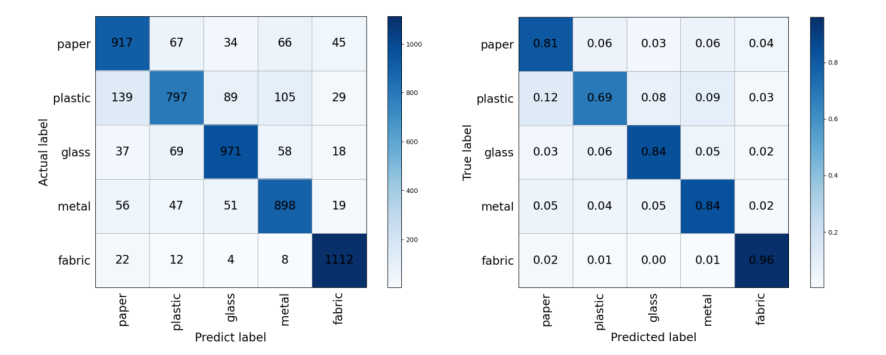 paper 917 67 34 66 45
plastic 139 797 89 105 29
glass 37 69 971 58 18
metal 56 47 51 898 19
fabric 22 12 4 8 1112
paper plastic glass metal fabric
Predict label
Actual label
1000
800
600
400
200
paper 0.81 0.06 0.03 0.06 0.04
plastic 0.12 0.69 0.08 0.09 0.03
glass 0.03 0.06 0.84 0.05 0.02
metal 0.05 0.04 0.05 0.84 0.02
fabric 0.02 0.01 0.00 0.01 0.96
paper plastic glass metal fabric
Predicted label
True label
0.8
0.6
0.4
0.2